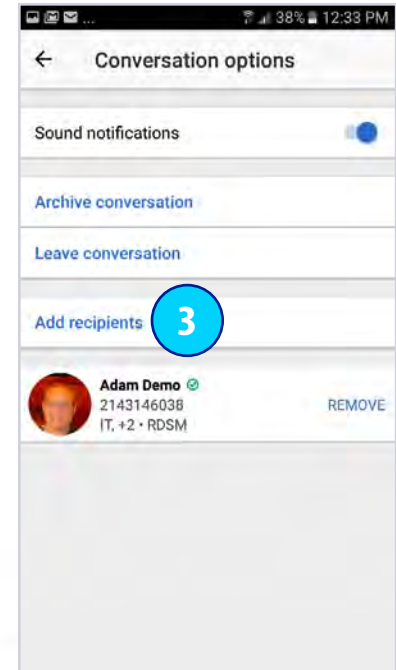 ... 38% 12:33 PM
← Conversation options
Sound notifications
Archive conversation
Leave conversation
Add recipients 3
Adam Demo
2143146038 REMOVE
IT, +2 • RDSM